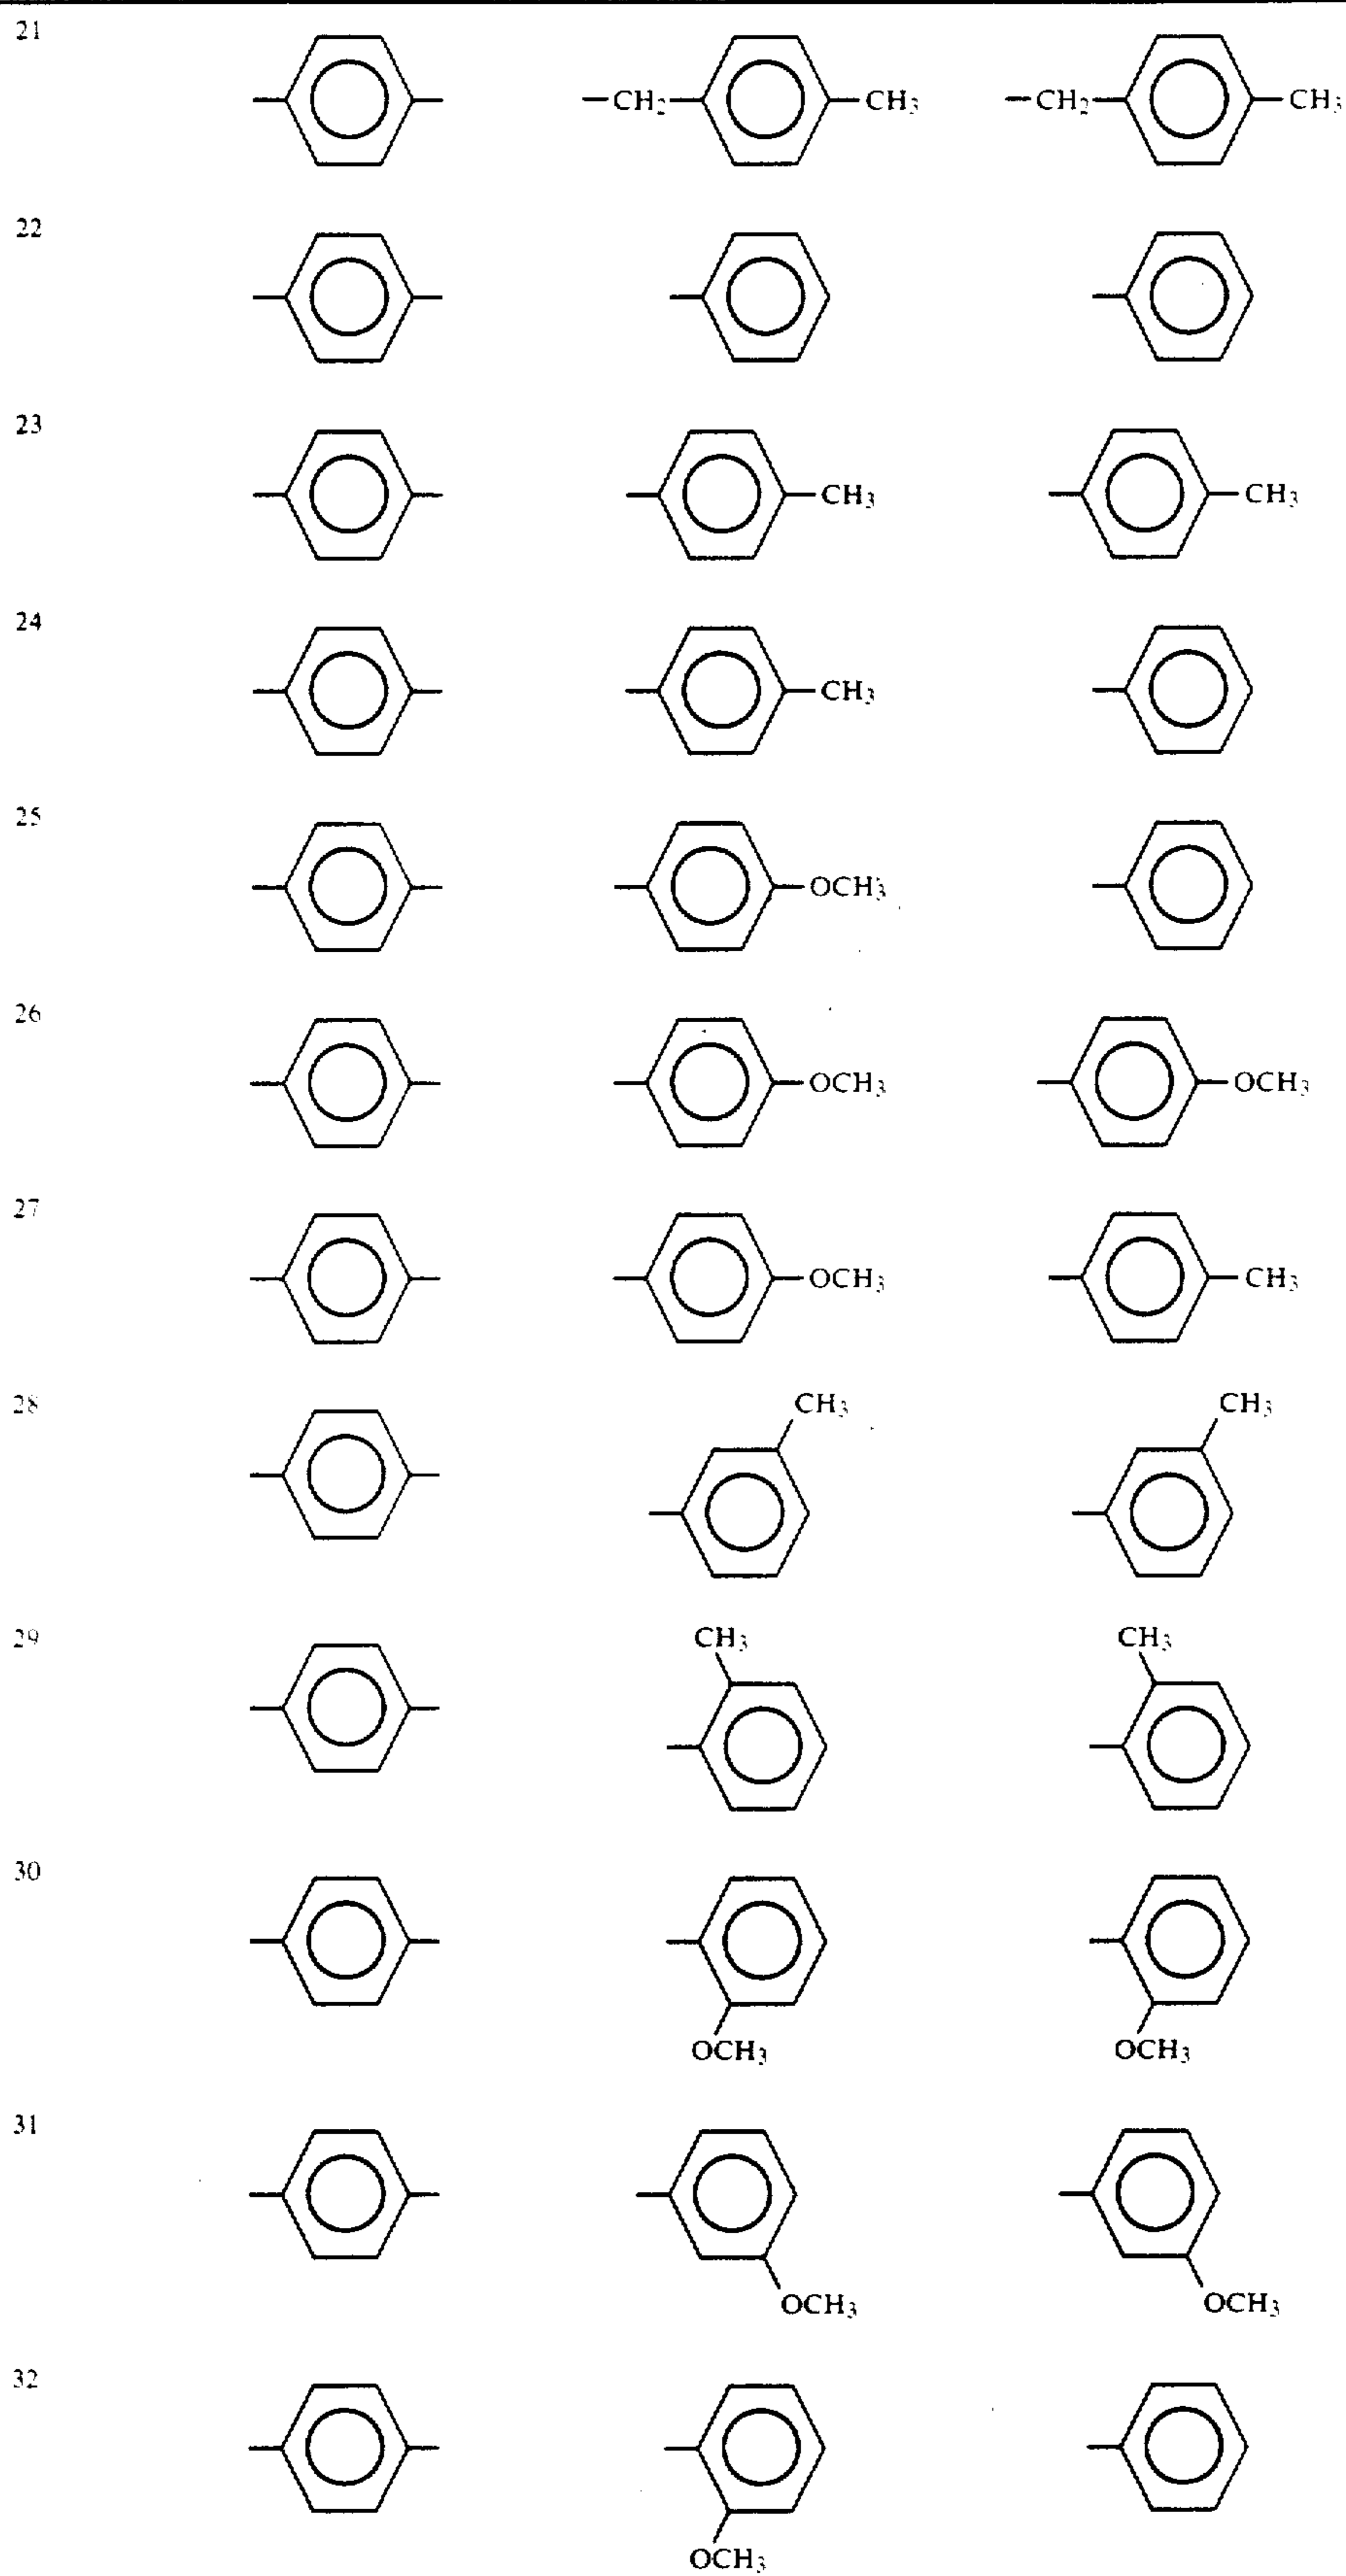 21
—CH₂— —CH₃ —CH₂— —CH₃
22
23
—CH₃ —CH₃
24
—CH₃
25
—OCH₃
26
—OCH₃ —OCH₃
27
—OCH₃ —CH₃
28
CH₃ CH₃
29
CH₃ CH₃
30
OCH₃ OCH₃
31
OCH₃ OCH₃
32
OCH₃